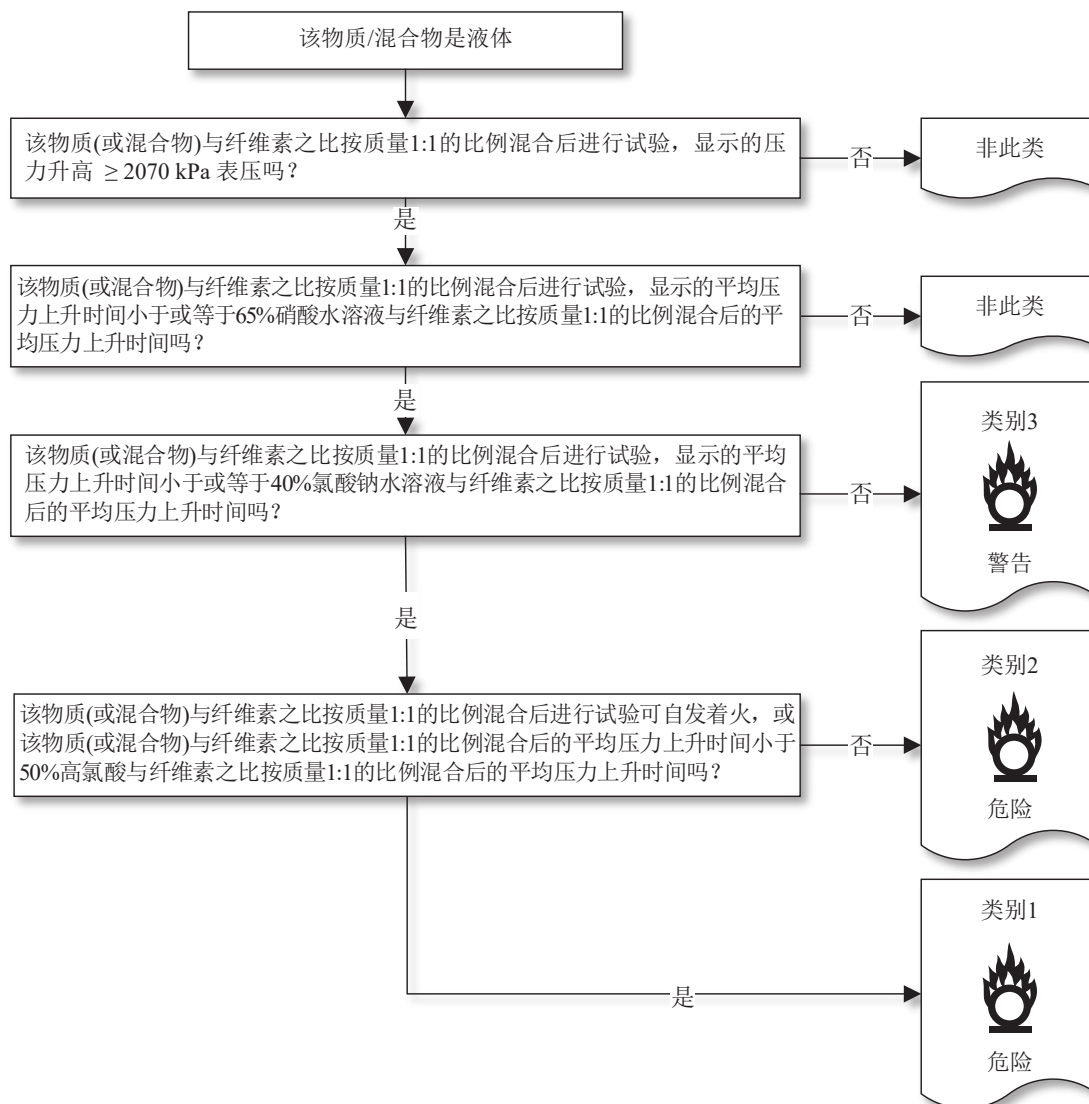 该物质/混合物是液体
该物质(或混合物)与纤维素之比按质量1:1的比例混合后进行试验，显示的压
力升高 ≥ 2070 kPa 表压吗？
否
非此类
是
该物质(或混合物)与纤维素之比按质量1:1的比例混合后进行试验，显示的平均压
力上升时间小于或等于65%硝酸水溶液与纤维素之比按质量1:1的比例混合后的平
均压力上升时间吗？
否
非此类
是
该物质(或混合物)与纤维素之比按质量1:1的比例混合后进行试验，显示的平均
压力上升时间小于或等于40%氯酸钠水溶液与纤维素之比按质量1:1的比例混合
后的平均压力上升时间吗？
否
类别3
警告
是
该物质(或混合物)与纤维素之比按质量1:1的比例混合后进行试验可自发着火，或
该物质(或混合物)与纤维素之比按质量1:1的比例混合后的平均压力上升时间小于
50%高氯酸与纤维素之比按质量1:1的比例混合后的平均压力上升时间吗？
否
类别2
危险
是
类别1
危险